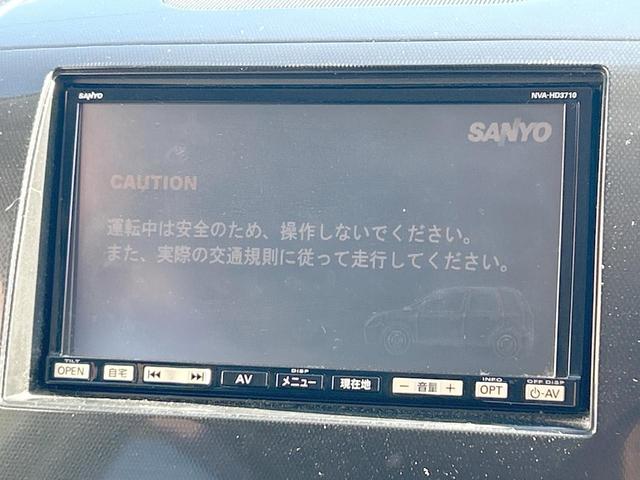 SANYO
NVA-HD3710
SANYO
CAUTION
運転中は安全のため、操作しないでください。
また、実際の交通規則に従って走行してください。
TILT
DISP
INFO
OFF DISP
OPEN
自宅
AV
メニュー
現在地
− 音量 +
OPT
-AV